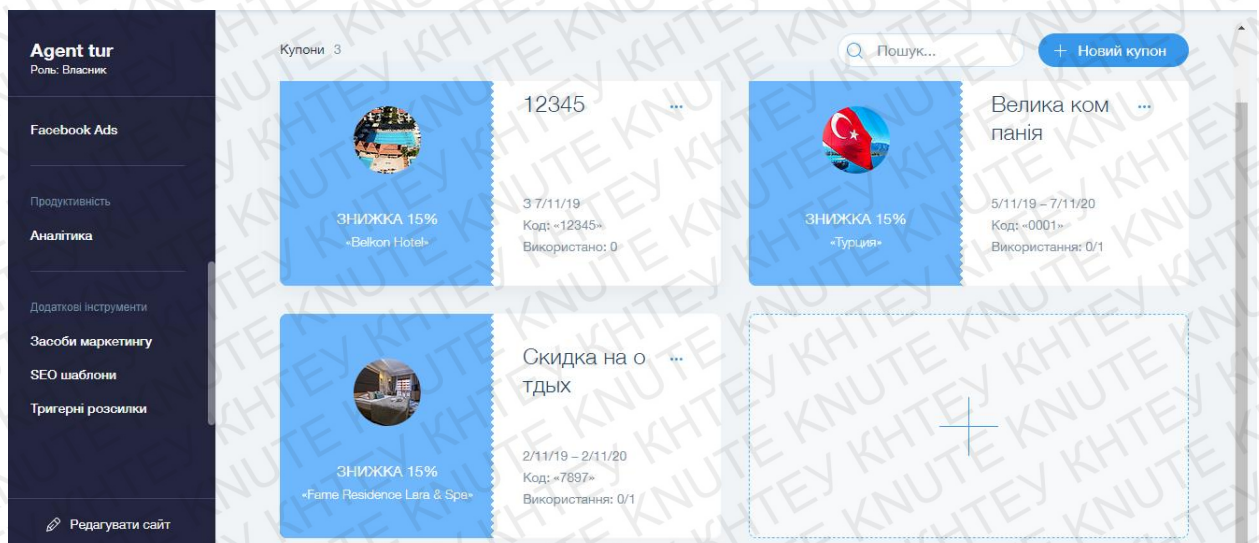 Agent tur
Роль: Власник
Facebook Ads
Продуктивність
Аналітика
Додаткові інструменти
Засоби маркетингу
SEO шаблони
Тригерні розсилки
Редагувати сайт
Купони 3
Пошук...
+ Новий купон
ЗНИЖКА 15%
«Belkon Hotel»
12345
З 7/11/19
Код: «12345»
Використано: 0
ЗНИЖКА 15%
«Турция»
Велика ком
панія
5/11/19 – 7/11/20
Код: «0001»
Використання: 0/1
ЗНИЖКА 15%
«Fame Residence Lara & Spa»
Скидка на о
тдых
2/11/19 – 2/11/20
Код: «7897»
Використання: 0/1
KHTEY KNUTE